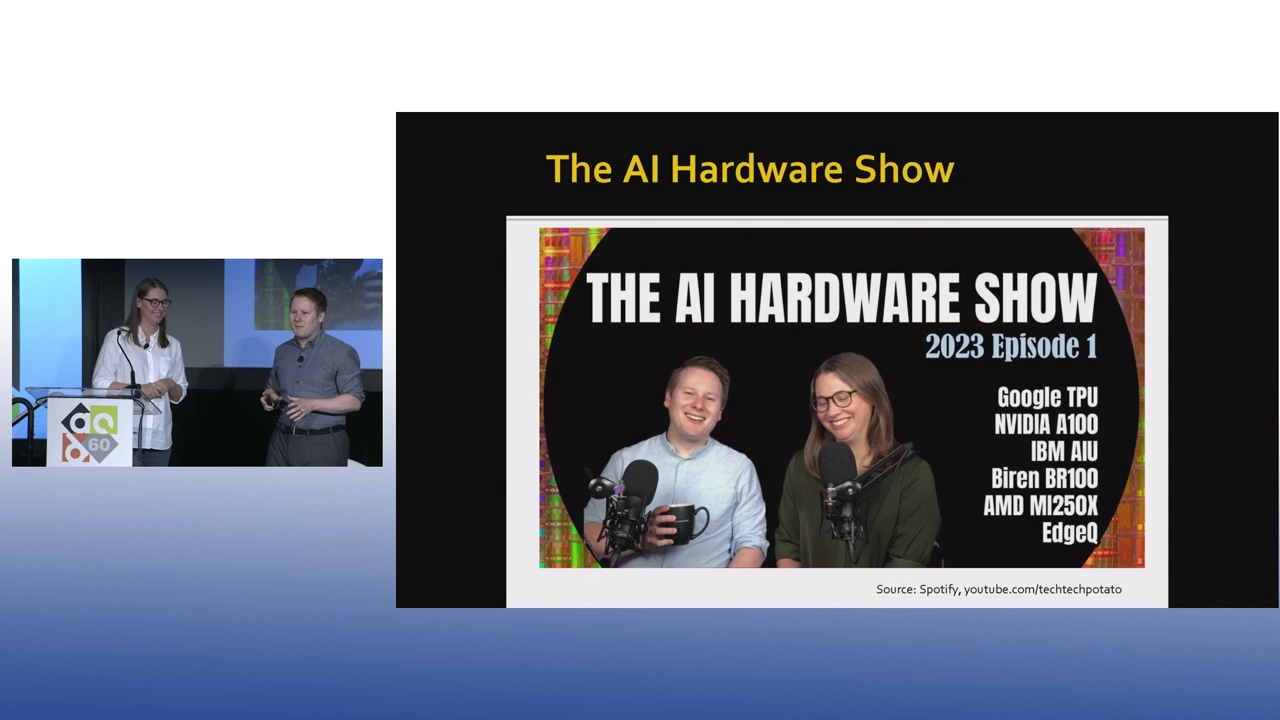 The AI Hardware Show
THE AI HARDWARE SHOW
2023 Episode 1
Google TPU
NVIDIA A100
IBM AIU
Biren BR100
AMD MI250X
EdgeQ
Source: Spotify, youtube.com/techtechpotato
60